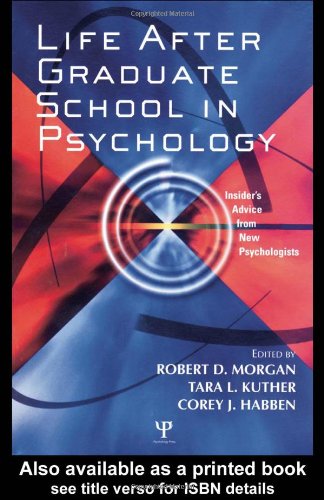 LIFE AFTER
GRADUATE
SCHOOL IN
PSYCHOLOGY
Insider's
Advice
from
New
Psychologists
EDITED BY
ROBERT D. MORGAN
TARA L. KUTHER
COREY J. HABBEN
Psychology Press
Also available as a printed book
see title verso for ISBN details